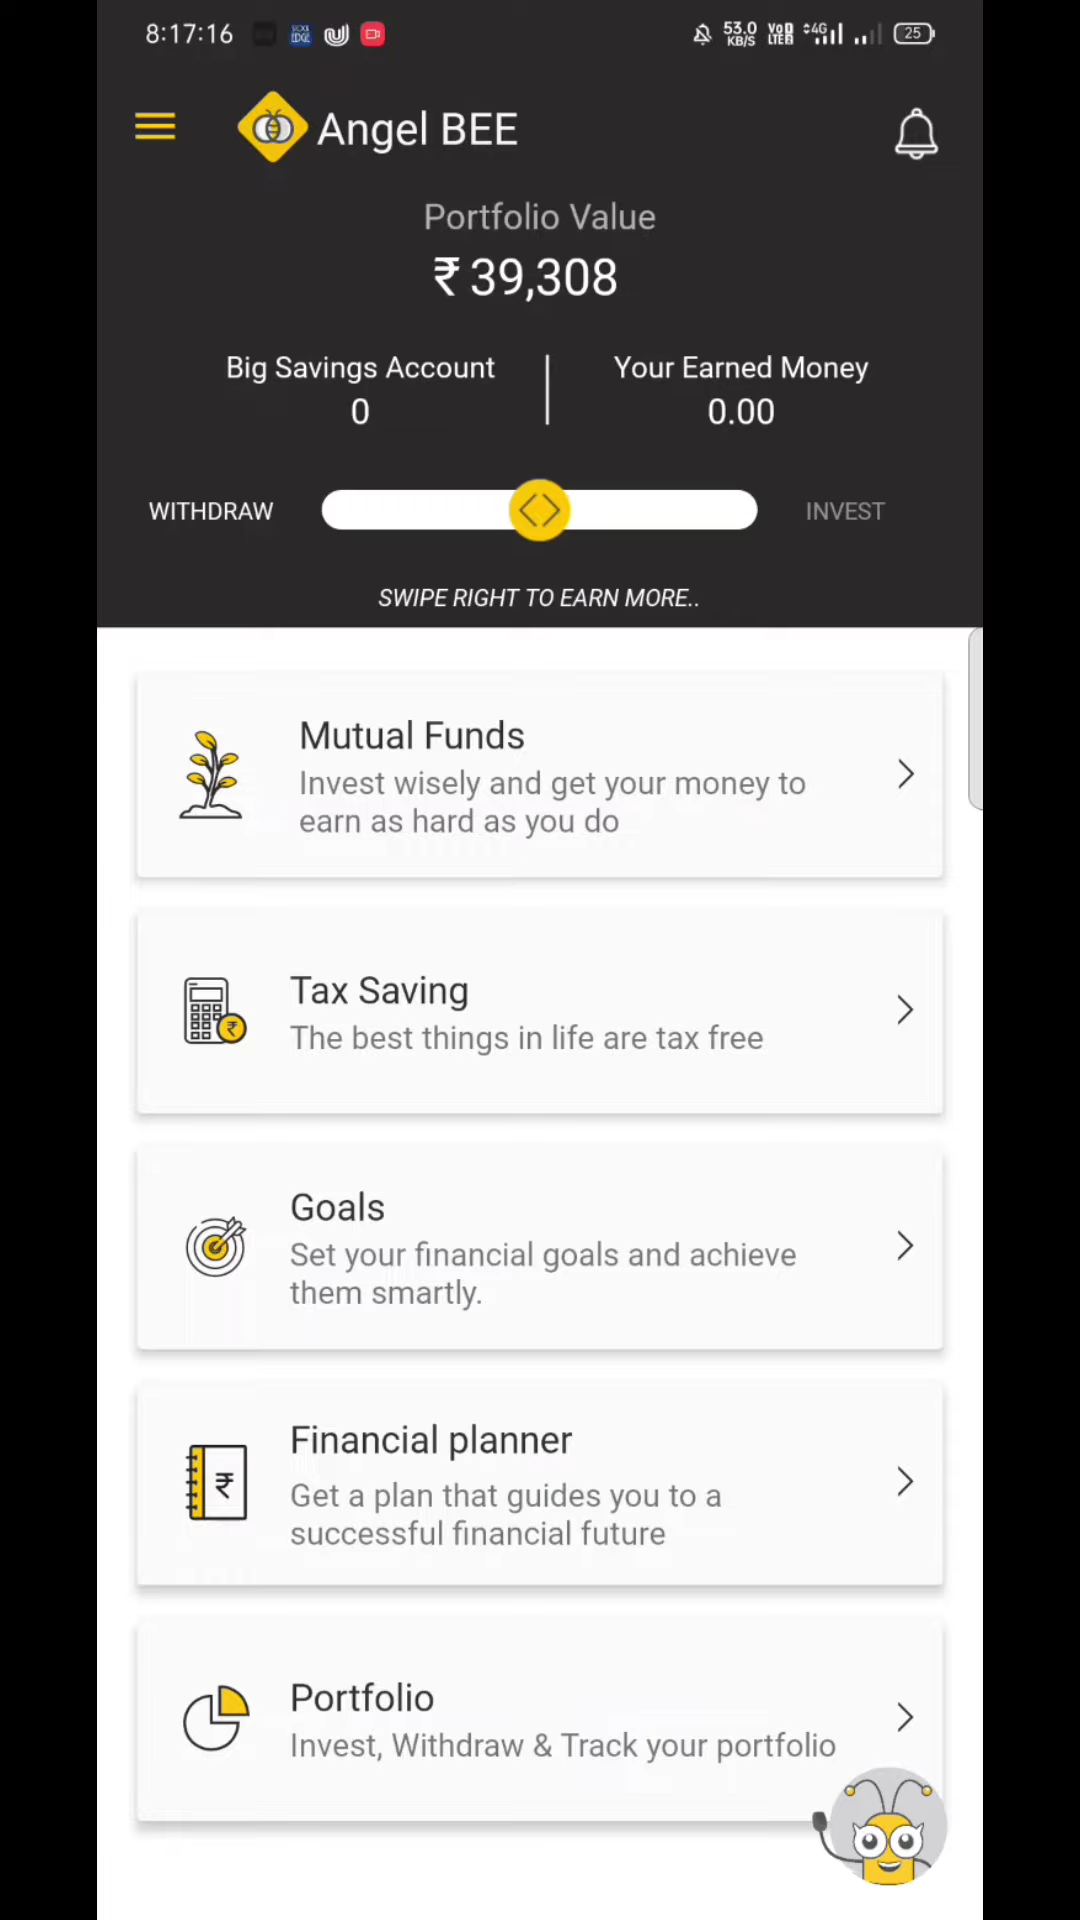 8:17:16
53.0 KB/S
4G
25
Angel BEE
Portfolio Value
₹ 39,308
Big Savings Account
0
Your Earned Money
0.00
WITHDRAW
INVEST
SWIPE RIGHT TO EARN MORE..
Mutual Funds
Invest wisely and get your money to
earn as hard as you do
Tax Saving
The best things in life are tax free
Goals
Set your financial goals and achieve
them smartly.
Financial planner
Get a plan that guides you to a
successful financial future
Portfolio
Invest, Withdraw & Track your portfolio